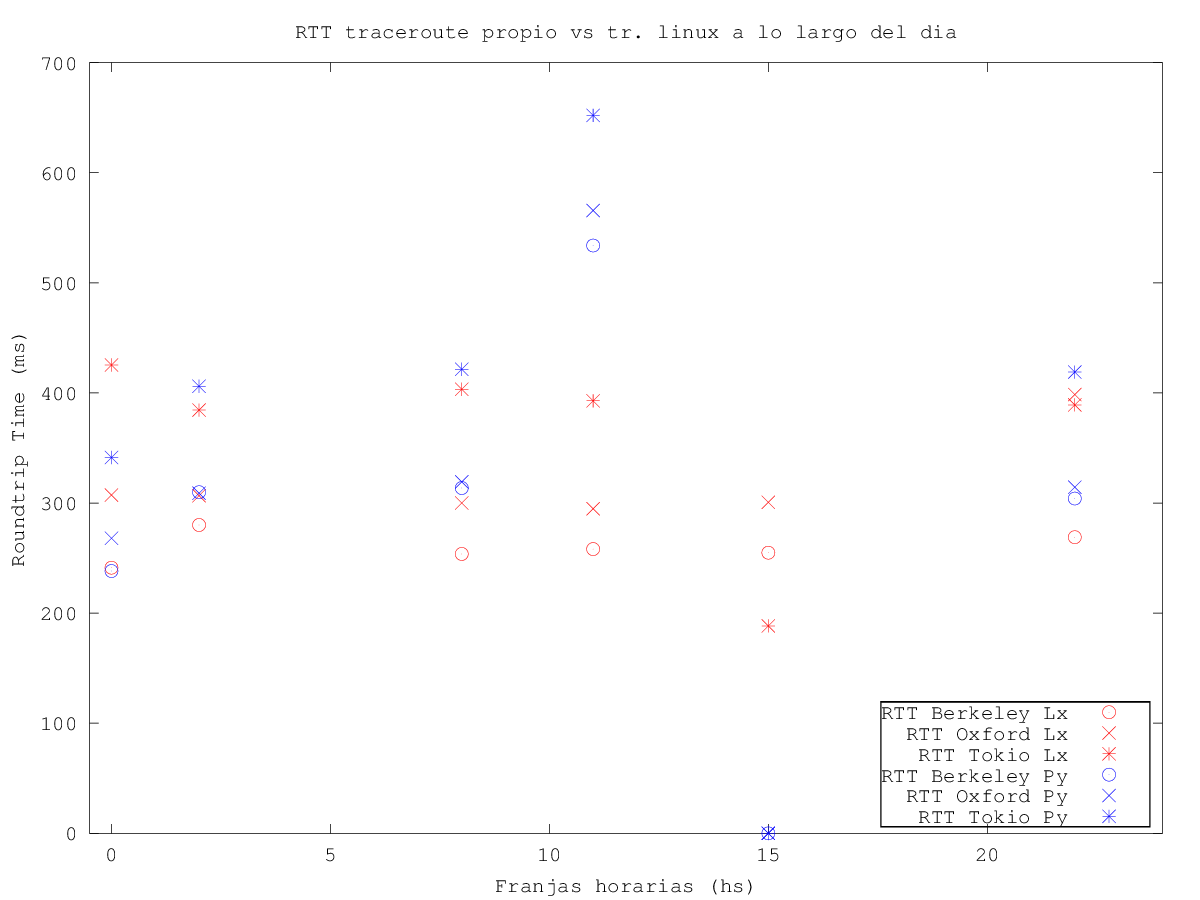 RTT traceroute propio vs tr. linux a lo largo del dia
700
600
500
400
300
200
100
0
Roundtrip Time (ms)
0 5 10 15 20
Franjas horarias (hs)
RTT Berkeley Lx
RTT Oxford Lx
RTT Tokio Lx
RTT Berkeley Py
RTT Oxford Py
RTT Tokio Py